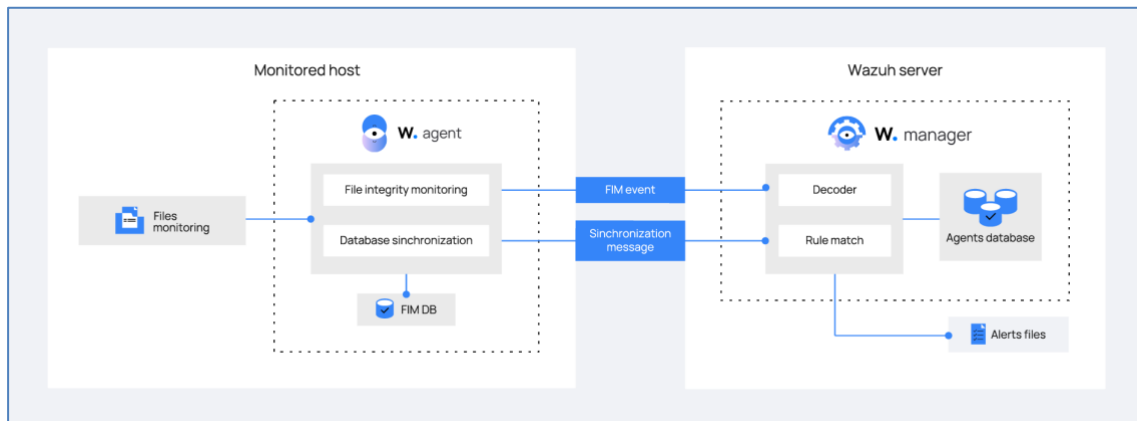 Monitored host
Wazuh server
W. agent
W. manager
File integrity monitoring
FIM event
Decoder
Files
monitoring
Database sinchronization
Sinchronization
message
Rule match
Agents database
FIM DB
Alerts files